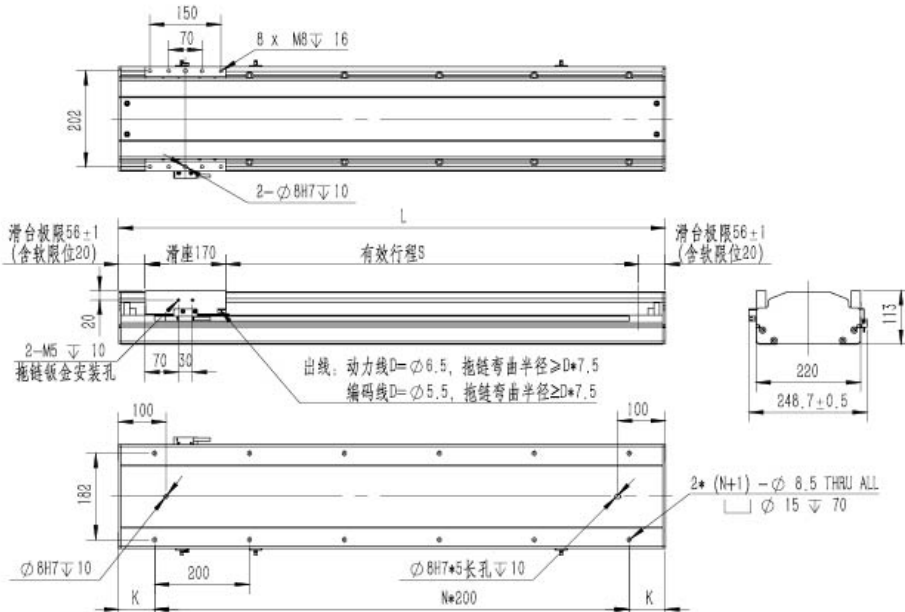 150
70
8 x M8↧ 16
202
2-∅8H7↧10
L
滑台极限56±1
(含软限位20)
滑座170
有效行程S
滑台极限56±1
(含软限位20)
20
113
2-M5 ↧ 10
拖链钣金安装孔
70
30
出线: 动力线D=∅6.5, 拖链弯曲半径≥D*7.5
编码线D=∅5.5, 拖链弯曲半径≥D*7.5
220
248.7±0.5
100
100
182
2* (N+1) -∅ 8.5 THRU ALL
⌴ ∅ 15 ↧ 70
∅8H7↧10
200
∅8H7*5长孔↧10
K
N*200
K